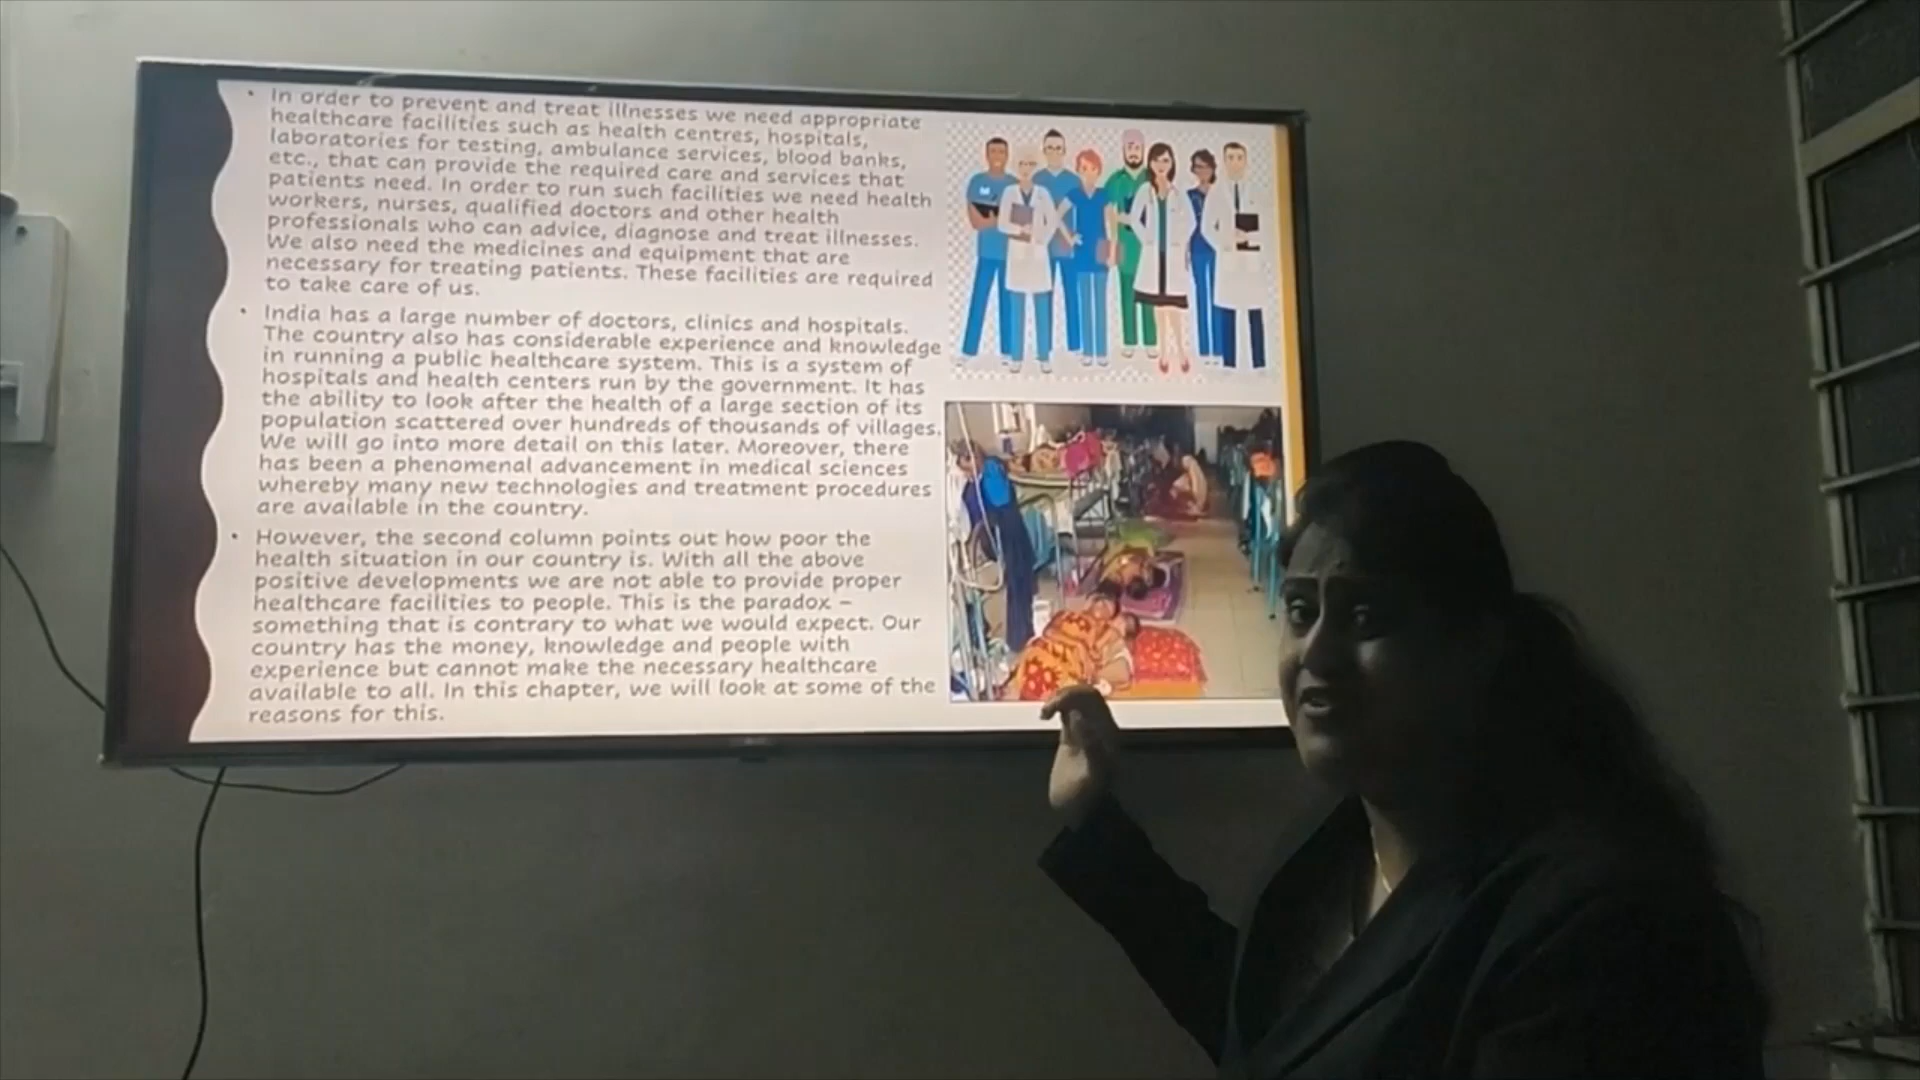 • In order to prevent and treat illnesses we need appropriate
healthcare facilities such as health centres, hospitals,
laboratories for testing, ambulance services, blood banks,
etc., that can provide the required care and services that
patients need. In order to run such facilities we need health
workers, nurses, qualified doctors and other health
professionals who can advice, diagnose and treat illnesses.
We also need the medicines and equipment that are
necessary for treating patients. These facilities are required
to take care of us.
• India has a large number of doctors, clinics and hospitals.
The country also has considerable experience and knowledge
in running a public healthcare system. This is a system of
hospitals and health centers run by the government. It has
the ability to look after the health of a large section of its
population scattered over hundreds of thousands of villages.
We will go into more detail on this later. Moreover, there
has been a phenomenal advancement in medical sciences
whereby many new technologies and treatment procedures
are available in the country.
• However, the second column points out how poor the
health situation in our country is. With all the above
positive developments we are not able to provide proper
healthcare facilities to people. This is the paradox –
something that is contrary to what we would expect. Our
country has the money, knowledge and people with
experience but cannot make the necessary healthcare
available to all. In this chapter, we will look at some of the
reasons for this.